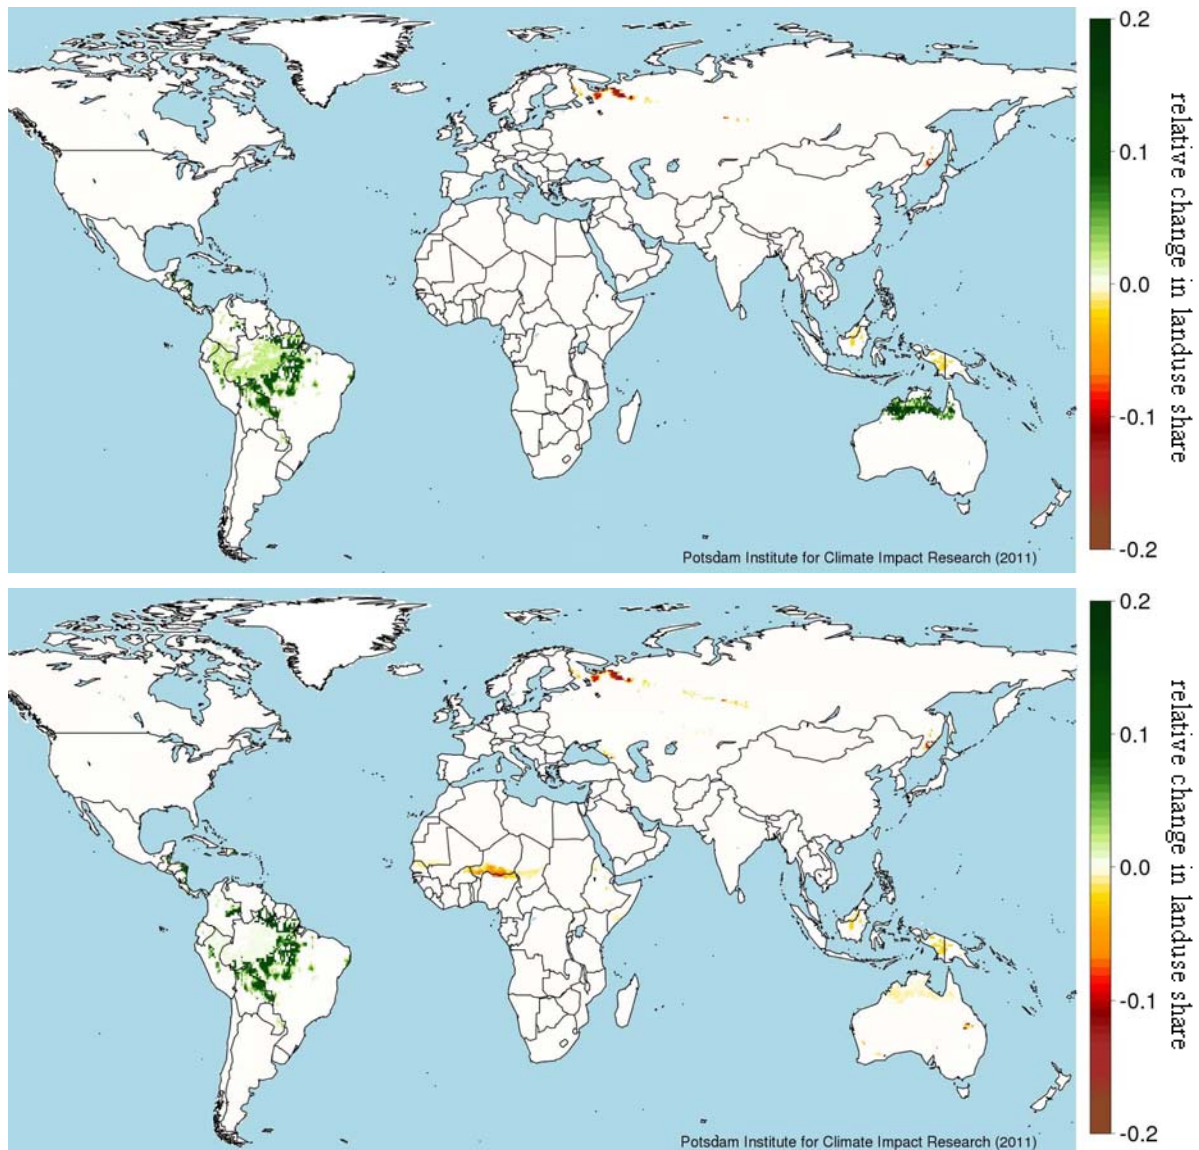 0.2
0.1
0.0
-0.1
-0.2
relative change in landuse share
Potsdam Institute for Climate Impact Research (2011)
0.2
0.1
0.0
-0.1
-0.2
relative change in landuse share
Potsdam Institute for Climate Impact Research (2011)